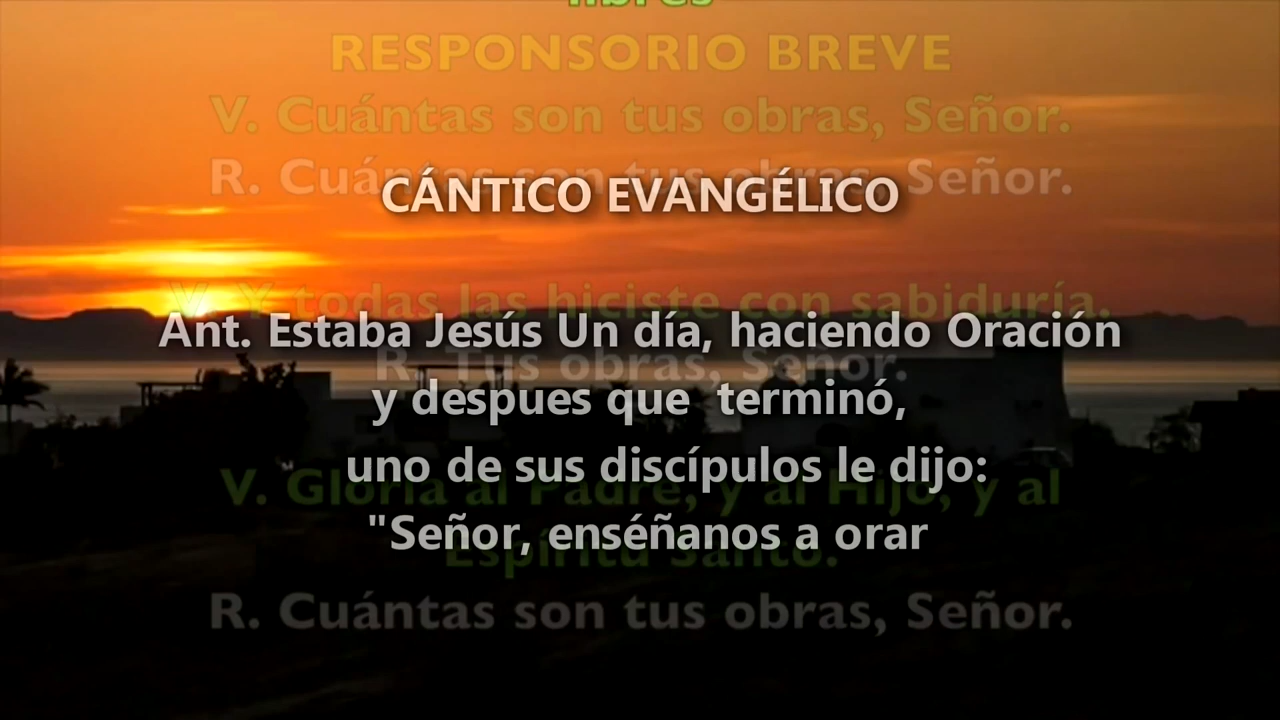 libres
RESPONSORIO BREVE
V. Cuántas son tus obras, Señor.
R. Cuántas son tus obras, Señor.
CÁNTICO EVANGÉLICO
V. Y todas las hiciste con sabiduría.
Ant. Estaba Jesús Un día, haciendo Oración
R. Tus obras, Señor.
y despues que terminó,
uno de sus discípulos le dijo:
V. Gloria al Padre, y al Hijo, y al
"Señor, enséñanos a orar
Espíritu Santo.
R. Cuántas son tus obras, Señor.